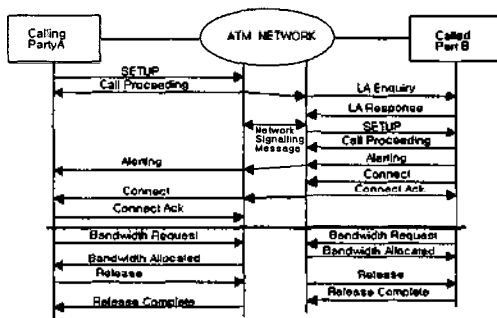 Calling
Party A
ATM NETWORK
Called
Part B
SETUP
Call Proceeding
LA Enquiry
LA Response
Network
Signalling
Message
SETUP
Call Proceeding
Alerting
Alerting
Connect
Connect
Connect Ack
Connect Ack
Bandwidth Request
Bandwidth Request
Bandwidth Allocated
Bandwidth Allocated
Release
Release
Release Complete
Release Complete